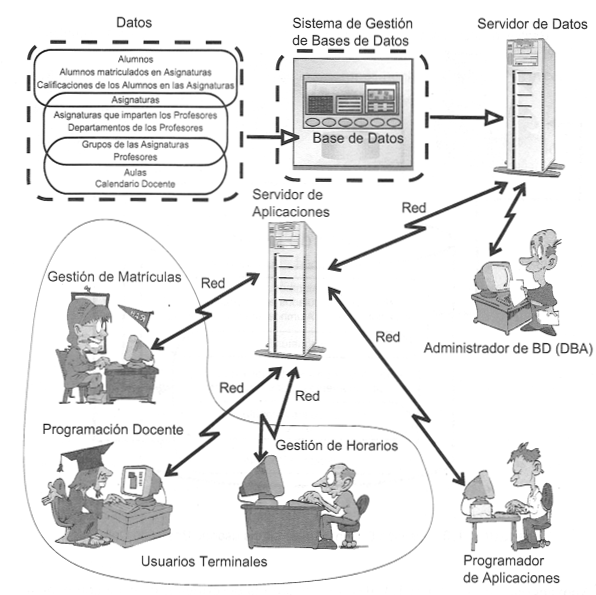 Datos
Sistema de Gestión
de Bases de Datos
Servidor de Datos
Alumnos
Alumnos matriculados en Asignaturas
Calificaciones de los Alumnos en las Asignaturas
Asignaturas
Asignaturas que imparten los Profesores
Departamentos de los Profesores
Grupos de las Asignaturas
Profesores
Aulas
Calendario Docente
Base de Datos
Servidor de
Aplicaciones
Red
Gestión de Matrículas
Red
Administrador de BD (DBA)
Red
Red
Red
Programación Docente
Gestión de Horarios
Usuarios Terminales
Programador
de Aplicaciones